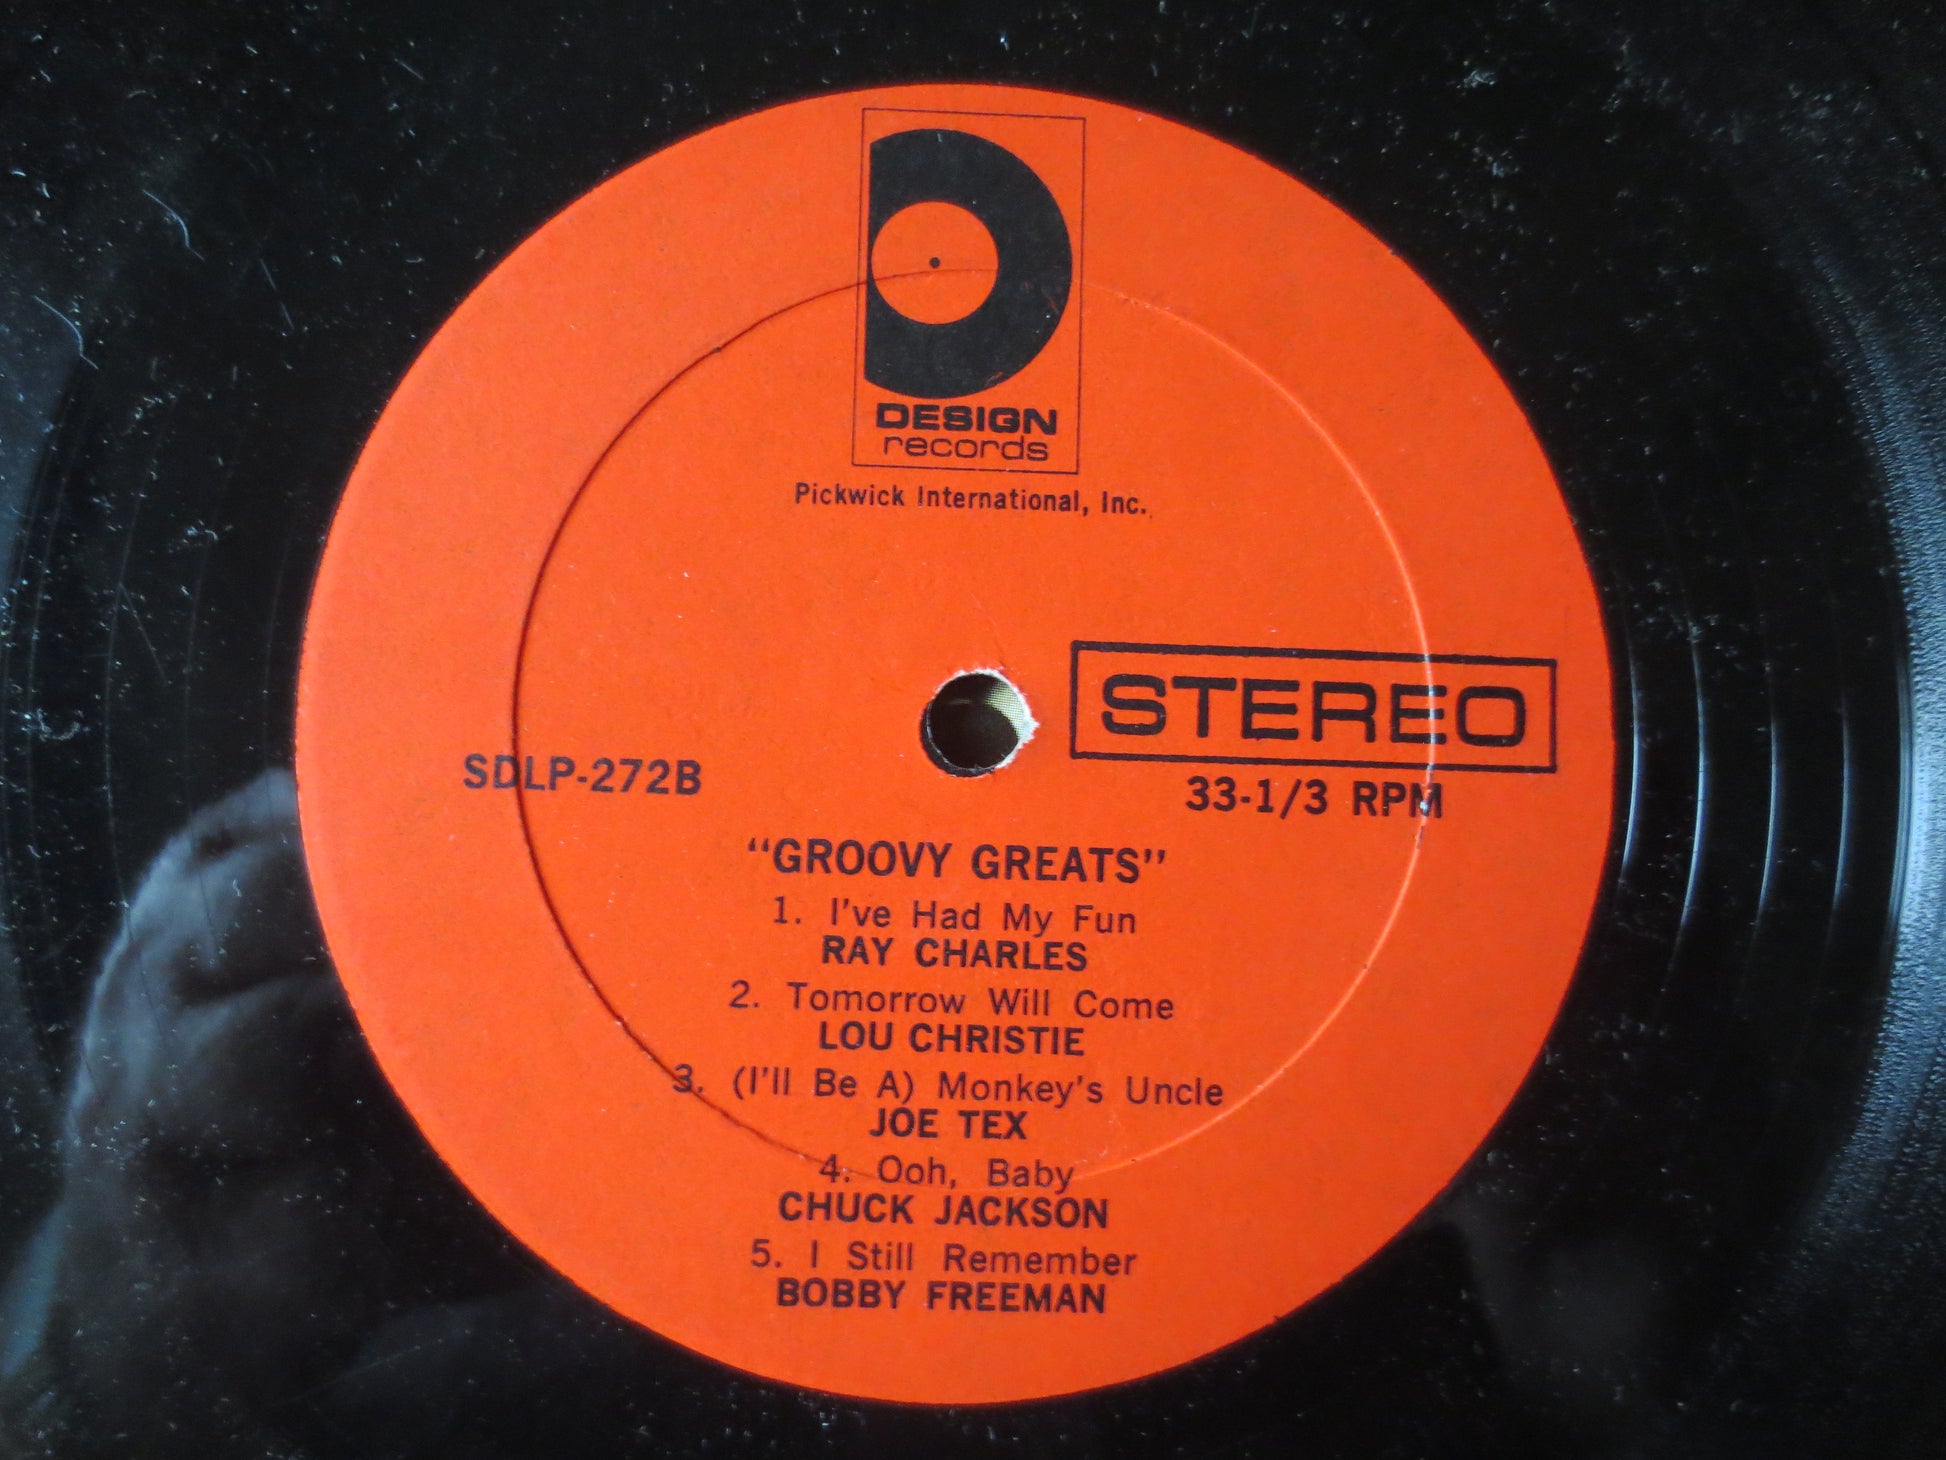 DESIGN
records
Pickwick International, Inc.
STEREO
SDLP-272B
33-1/3 RPM
"GROOVY GREATS"
1. I've Had My Fun
RAY CHARLES
2. Tomorrow Will Come
LOU CHRISTIE
3. (I'll Be A) Monkey's Uncle
JOE TEX
4. Ooh, Baby
CHUCK JACKSON
5. I Still Remember
BOBBY FREEMAN